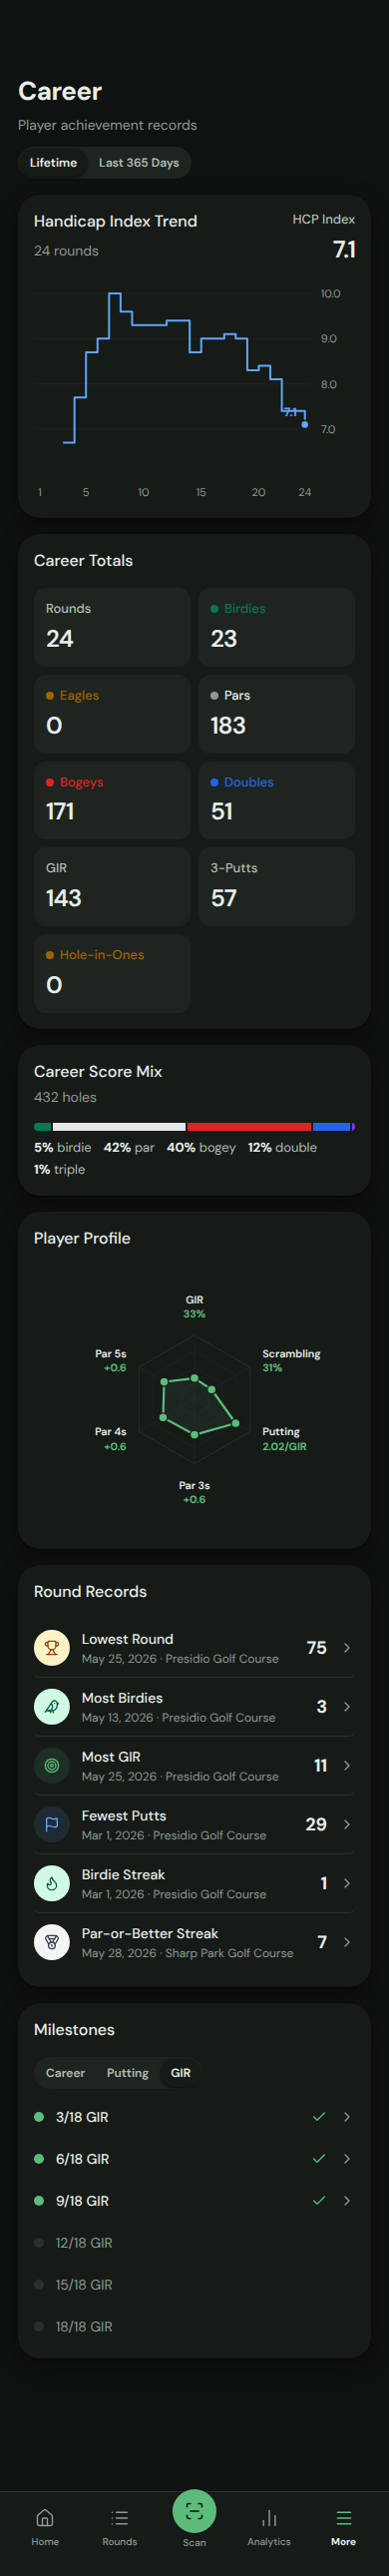 Career
Player achievement records
Lifetime Last 365 Days
Handicap Index Trend HCP Index
24 rounds 7.1
10.0
9.0
8.0
7.1
7.0
1 5 10 15 20 24
Career Totals
Rounds Birdies
24 23
Eagles Pars
0 183
Bogeys Doubles
171 51
GIR 3-Putts
143 57
Hole-in-Ones
0
Career Score Mix
432 holes
5% birdie 42% par 40% bogey 12% double
1% triple
Player Profile
GIR
33%
Par 5s Scrambling
+0.6 31%
Par 4s Putting
+0.6 2.02/GIR
Par 3s
+0.6
Round Records
Lowest Round
May 25, 2026 · Presidio Golf Course 75
Most Birdies
May 13, 2026 · Presidio Golf Course 3
Most GIR
May 25, 2026 · Presidio Golf Course 11
Fewest Putts
Mar 1, 2026 · Presidio Golf Course 29
Birdie Streak
Mar 1, 2026 · Presidio Golf Course 1
Par-or-Better Streak
May 28, 2026 · Sharp Park Golf Course 7
Milestones
Career Putting GIR
3/18 GIR
6/18 GIR
9/18 GIR
12/18 GIR
15/18 GIR
18/18 GIR
Home Rounds Scan Analytics More